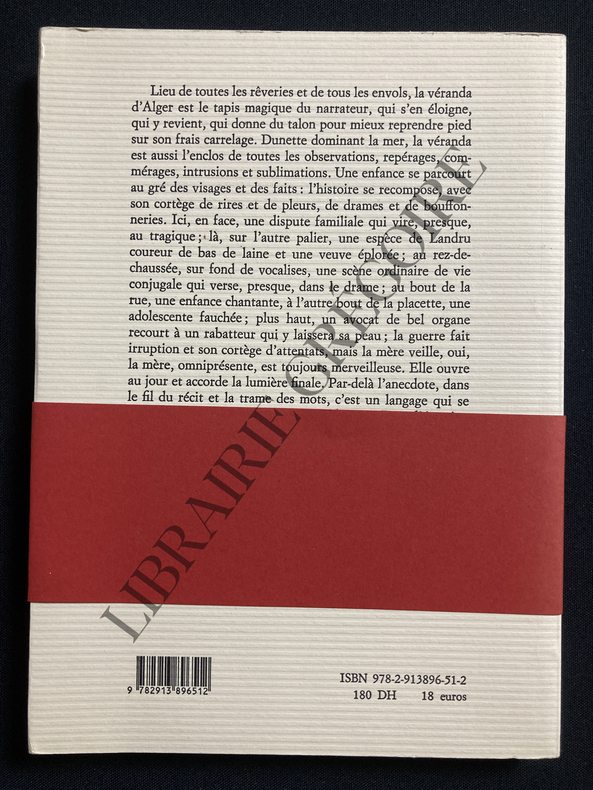 Lieu de toutes les rêveries et de tous les envols, la véranda
d'Alger est le tapis magique du narrateur, qui s'en éloigne,
qui y revient, qui donne du talon pour mieux reprendre pied
sur son frais carrelage. Dunette dominant la mer, la véranda
est aussi l'enclos de toutes les observations, repérages, com-
mérages, intrusions et sublimations. Une enfance se parcourt
au gré des visages et des faits : l'histoire se recompose, avec
son cortège de rires et de pleurs, de drames et de bouffon-
neries. Ici, en face, une dispute familiale qui vire, presque,
au tragique ; là, sur l'autre palier, une espèce de Landru
coureur de bas de laine et une veuve éplorée ; au rez-de-
chaussée, sur fond de vocalises, une scène ordinaire de vie
conjugale qui verse, presque, dans le drame ; au bout de la
rue, une enfance chantante, à l'autre bout de la placette, une
adolescente fauchée ; plus haut, un avocat de bel organe
recourt à un rabatteur qui y laissera sa peau ; la guerre fait
irruption et son cortège d'attentats, mais la mère veille, oui,
la mère, omniprésente, est toujours merveilleuse. Elle ouvre
au jour et accorde la lumière finale. Par-delà l'anecdote, dans
le fil du récit et la trame des mots, c'est un langage qui se
LIBRAIRIE GREGOIRE
ISBN 978-2-913896-51-2
9 782913 896512
180 DH 18 euros